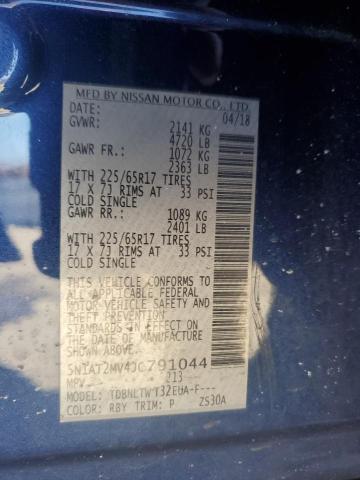 MFD BY NISSAN MOTOR CO., LTD.
DATE: 04/18
GVWR: 2141 KG
4720 LB
GAWR FR.: 1072 KG
2363 LB
WITH 225/65R17 TIRES
17 X 7J RIMS AT 33 PSI
COLD SINGLE
GAWR RR.: 1089 KG
2401 LB
WITH 225/65R17 TIRES
17 X 7J RIMS AT 33 PSI
COLD SINGLE
THIS VEHICLE CONFORMS TO
ALL APPLICABLE FEDERAL
MOTOR VEHICLE SAFETY AND
THEFT PREVENTION
STANDARDS IN EFFECT ON
THE DATE OF MANUFACTURE
SHOWN ABOVE.
5N1AT2MV4JC791044
MPV 213
MODEL: TDBNLTWT32EUA-F---
COLOR: RBY TRIM: P ZS30A